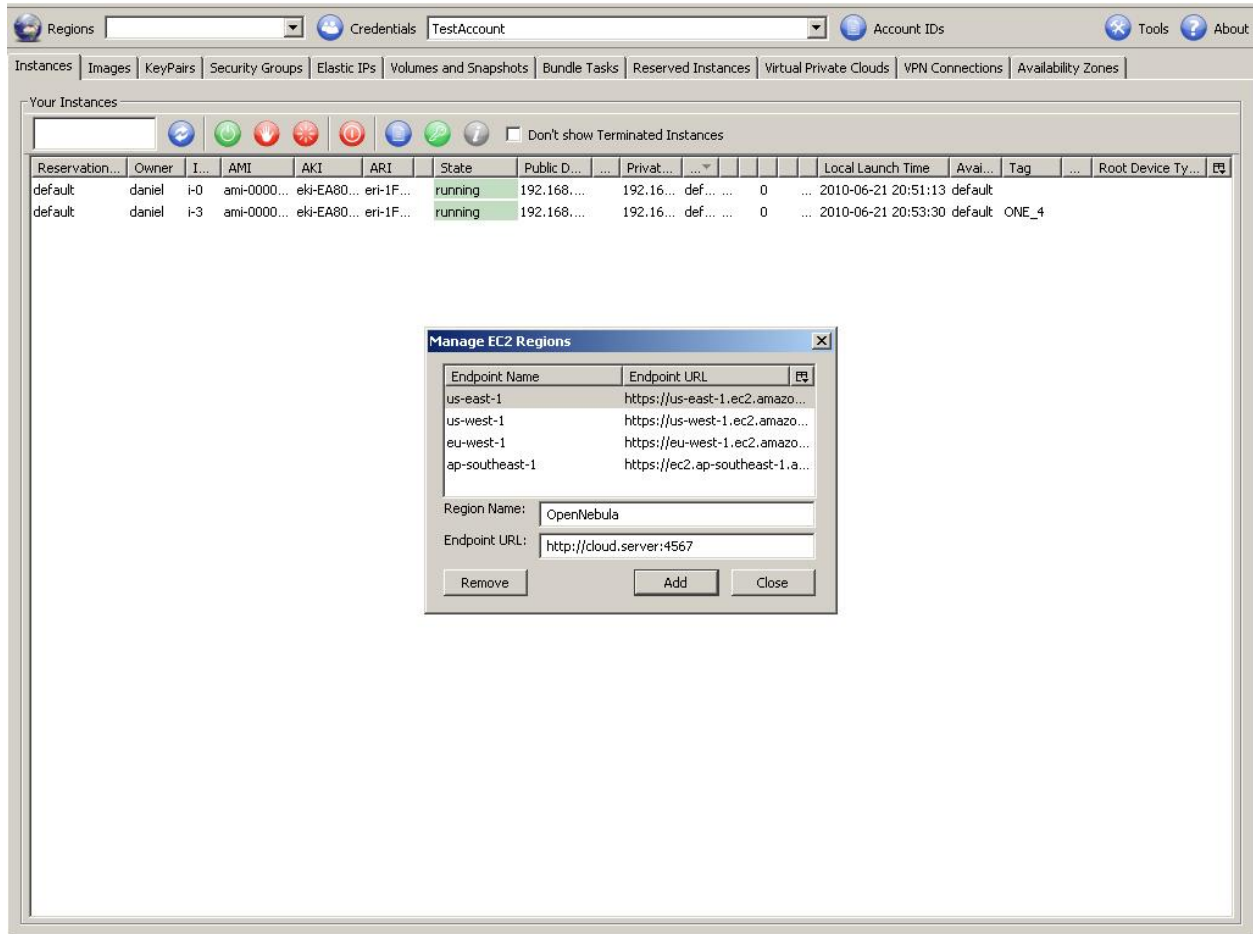 Regions Credentials TestAccount Account IDs Tools About
Instances Images KeyPairs Security Groups Elastic IPs Volumes and Snapshots Bundle Tasks Reserved Instances Virtual Private Clouds VPN Connections Availability Zones
Your Instances
Don't show Terminated Instances
Reservation... Owner I... AMI AKI ARI State Public D... ... Privat... ... Local Launch Time Avai... Tag ... Root Device Ty...
default daniel i-0 ami-0000... eki-EA80... eri-1F... running 192.168.... 192.16... def... ... 0 ... 2010-06-21 20:51:13 default
default daniel i-3 ami-0000... eki-EA80... eri-1F... running 192.168.... 192.16... def... ... 0 ... 2010-06-21 20:53:30 default ONE_4
Manage EC2 Regions
Endpoint Name Endpoint URL
us-east-1 https://us-east-1.ec2.amazo...
us-west-1 https://us-west-1.ec2.amazo...
eu-west-1 https://eu-west-1.ec2.amazo...
ap-southeast-1 https://ec2.ap-southeast-1.a...
Region Name: OpenNebula
Endpoint URL: http://cloud.server:4567
Remove Add Close